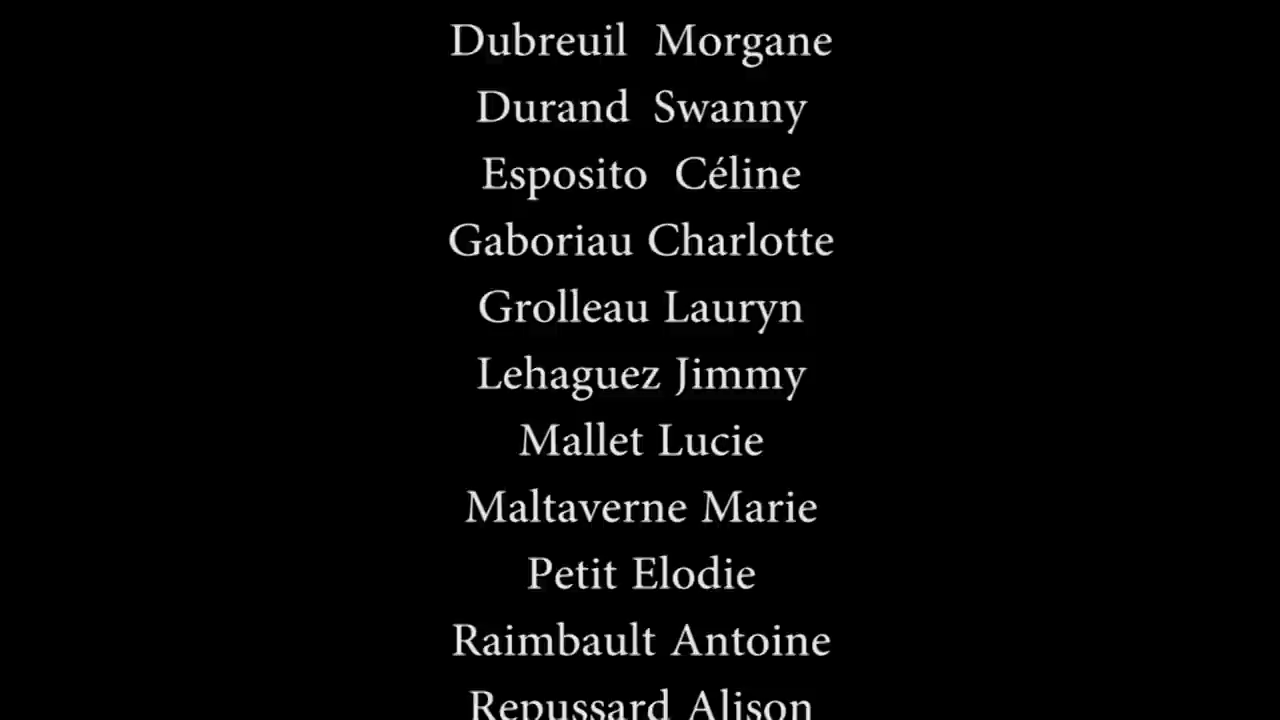 Dubreuil  Morgane
Durand  Swanny
Esposito  Céline
Gaboriau Charlotte
Grolleau Lauryn
Lehaguez Jimmy
Mallet Lucie
Maltaverne Marie
Petit Elodie
Raimbault Antoine
Repussard Alison